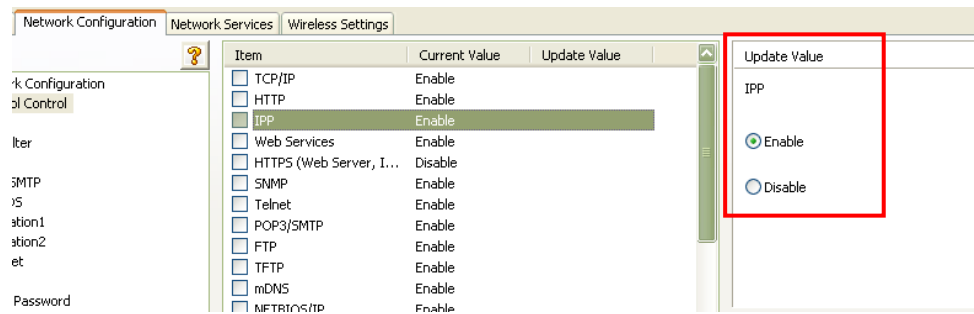 Network Configuration Network Services Wireless Settings
?
rk Configuration
ol Control
lter
SMTP
OS
ation1
ation2
et
Password
Item Current Value Update Value
TCP/IP Enable
HTTP Enable
IPP Enable
Web Services Enable
HTTPS (Web Server, I... Disable
SNMP Enable
Telnet Enable
POP3/SMTP Enable
FTP Enable
TFTP Enable
mDNS Enable
NETBIOS/IP Enable
Update Value
IPP
Enable
Disable